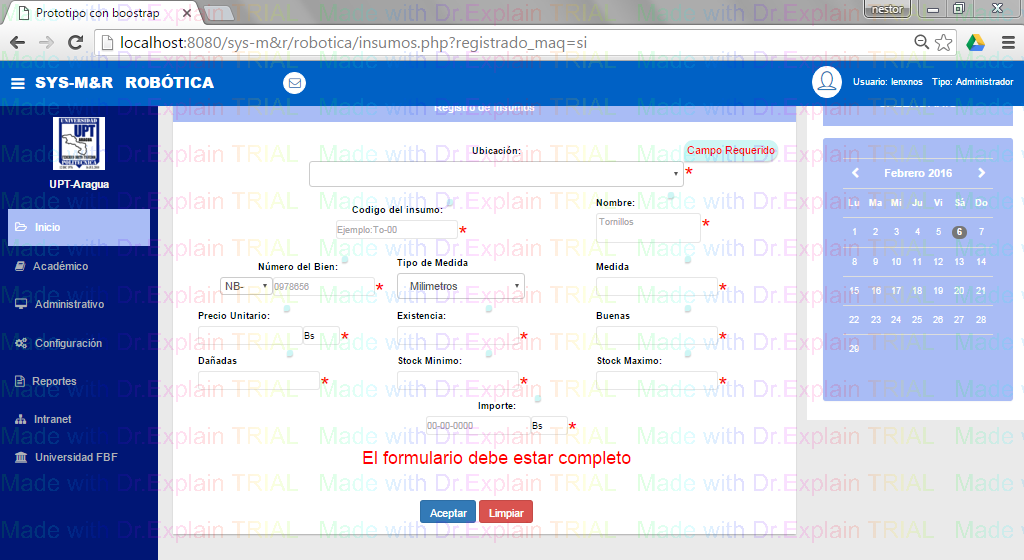 Prototipo con boostrap
nestor
localhost:8080/sys-m&r/robotica/insumos.php?registrado_maq=si
SYS-M&R ROBÓTICA
Usuario: lenxnos Tipo: Administrador
UNIVERSIDAD
UPT
ARAGUA
POLITECNICA
UPT-Aragua
Inicio
Académico
Administrativo
Configuración
Reportes
Intranet
Universidad FBF
Registro de Insumos
Ubicación:
Campo Requerido
*
Codigo del insumo:
Ejemplo:To-00 *
Nombre:
Tornillos *
Número del Bien:
NB- 0978656 *
Tipo de Medida
Milimetros
Medida
*
Precio Unitario:
Bs *
Existencia:
*
Buenas
*
Dañadas
*
Stock Minimo:
*
Stock Maximo:
*
Importe:
00-00-0000 Bs *
El formulario debe estar completo
Aceptar Limpiar
Febrero 2016
Lu Ma Mi Ju Vi Sá Do
1 2 3 4 5 6 7
8 9 10 11 12 13 14
15 16 17 18 19 20 21
22 23 24 25 26 27 28
29
Made with Dr.Explain TRIAL